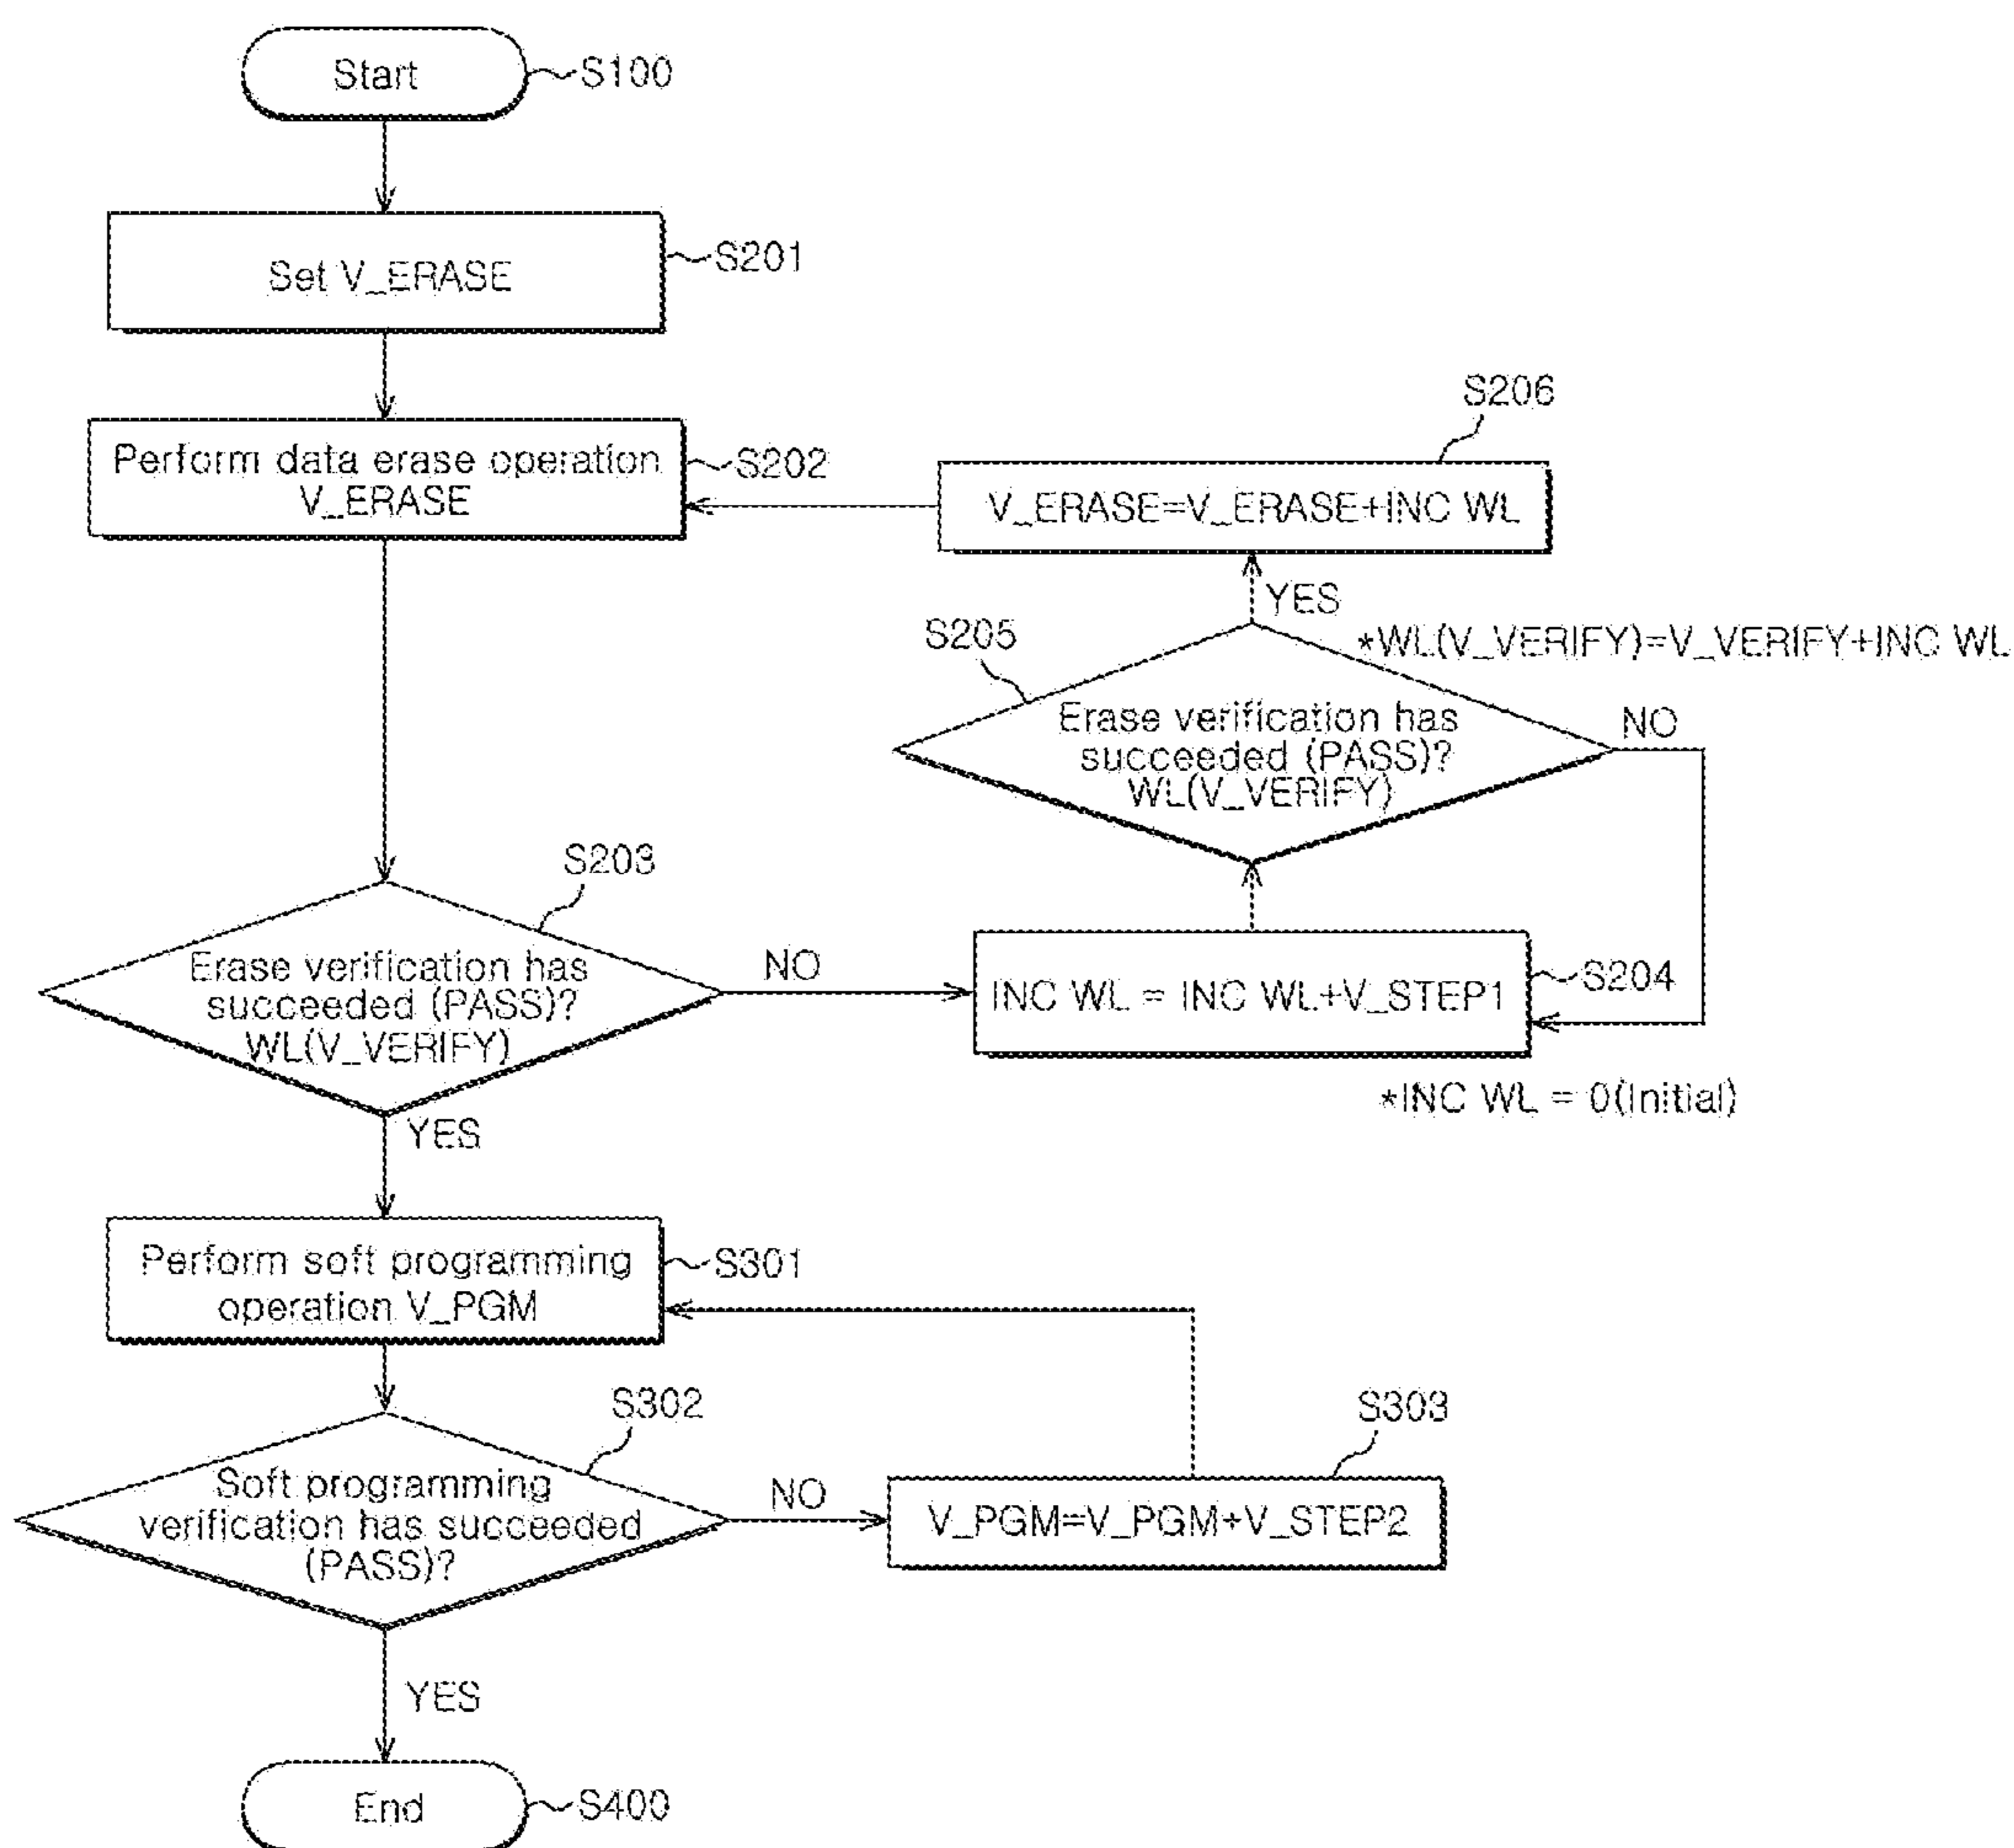 Start
S100
Set V_ERASE
S201
Perform data erase operation
V_ERASE
S202
S206
V_ERASE=V_ERASE+INC WL
YES
S205
*WL(V_VERIFY)=V_VERIFY+INC WL
Erase verification has
succeeded (PASS)?
WL(V_VERIFY)
NO
S203
Erase verification has
succeeded (PASS)?
WL(V_VERIFY)
NO
INC WL = INC WL+V_STEP1
S204
*INC WL = 0(Initial)
YES
Perform soft programming
operation V_PGM
S301
S302
Soft programming
verification has succeeded
(PASS)?
NO
S303
V_PGM=V_PGM+V_STEP2
YES
End
S400